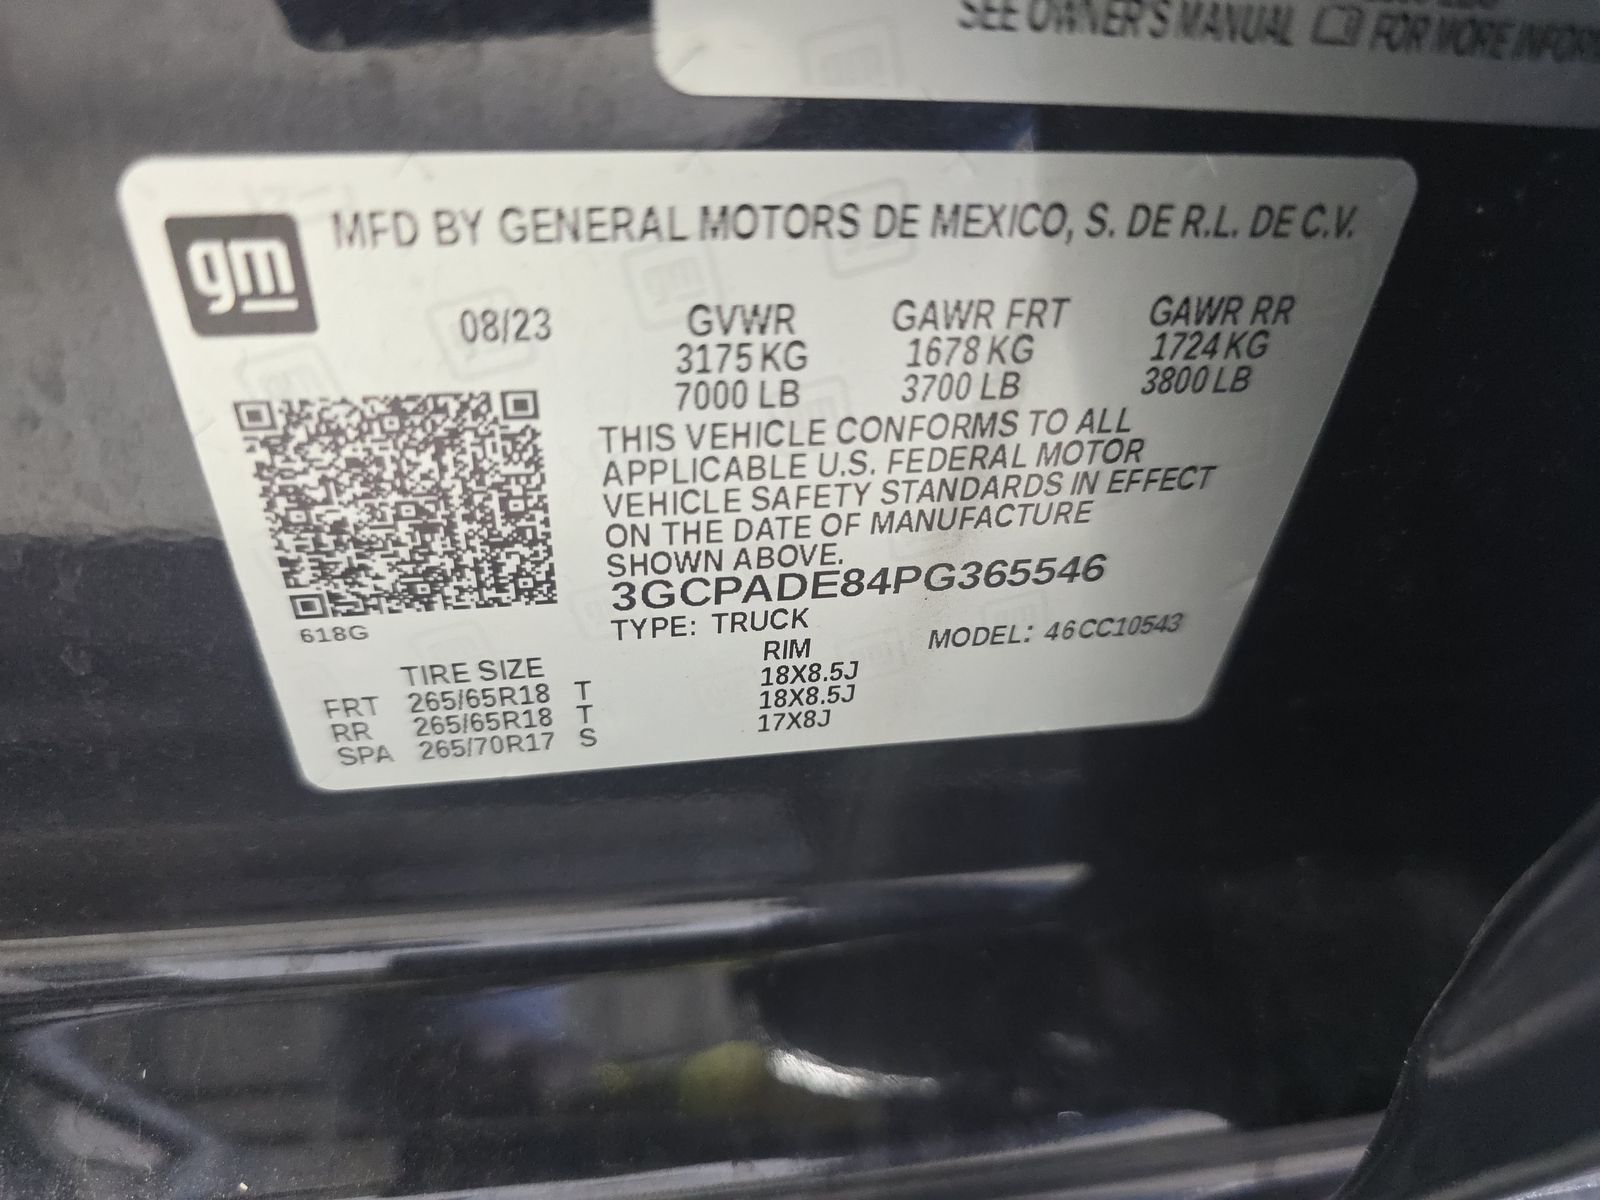 SEE OWNER'S MANUAL FOR MORE
gm
MFD BY GENERAL MOTORS DE MEXICO, S. DE R.L. DE C.V.
08/23 GVWR GAWR FRT GAWR RR
3175 KG 1678 KG 1724 KG
7000 LB 3700 LB 3800 LB
THIS VEHICLE CONFORMS TO ALL
APPLICABLE U.S. FEDERAL MOTOR
VEHICLE SAFETY STANDARDS IN EFFECT
ON THE DATE OF MANUFACTURE
SHOWN ABOVE.
3GCPADE84PG365546
618G
TYPE: TRUCK MODEL: 46CC10543
TIRE SIZE RIM
FRT 265/65R18 T 18X8.5J
RR 265/65R18 T 18X8.5J
SPA 265/70R17 S 17X8J